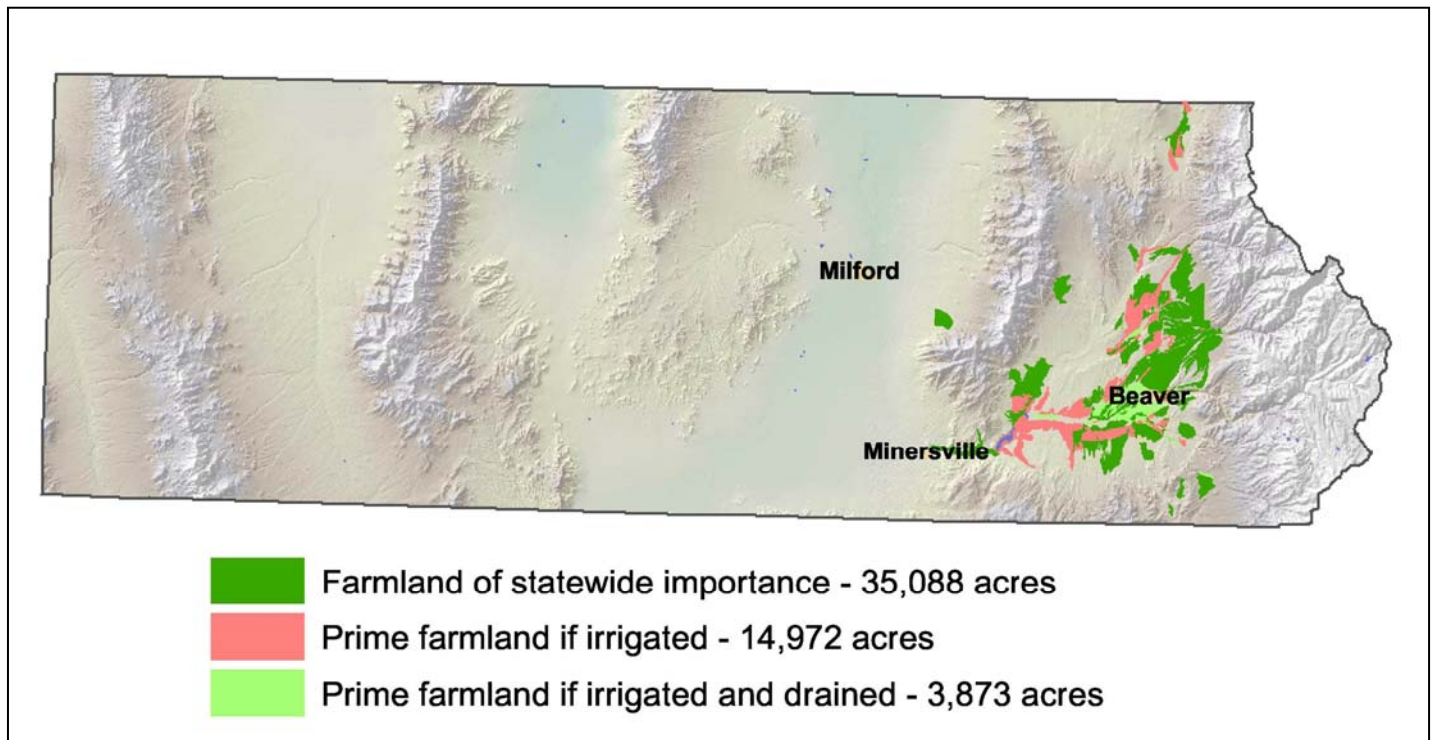 Milford
Beaver
Minersville
Farmland of statewide importance - 35,088 acres
Prime farmland if irrigated - 14,972 acres
Prime farmland if irrigated and drained - 3,873 acres